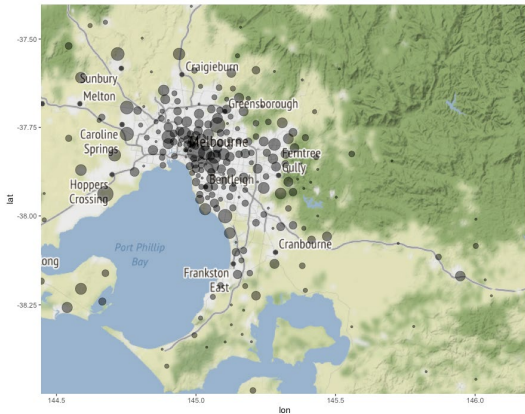 -37.50
-37.75
-38.00
-38.25
lat
Craigieburn
Sunbury
Melton
Greensborough
Caroline
Springs
Melbourne
Ferntree
Gully
Bentleigh
Hoppers
Crossing
Port Phillip
Bay
Cranbourne
ong
Frankston
East
144.5
145.0
145.5
146.0
lon